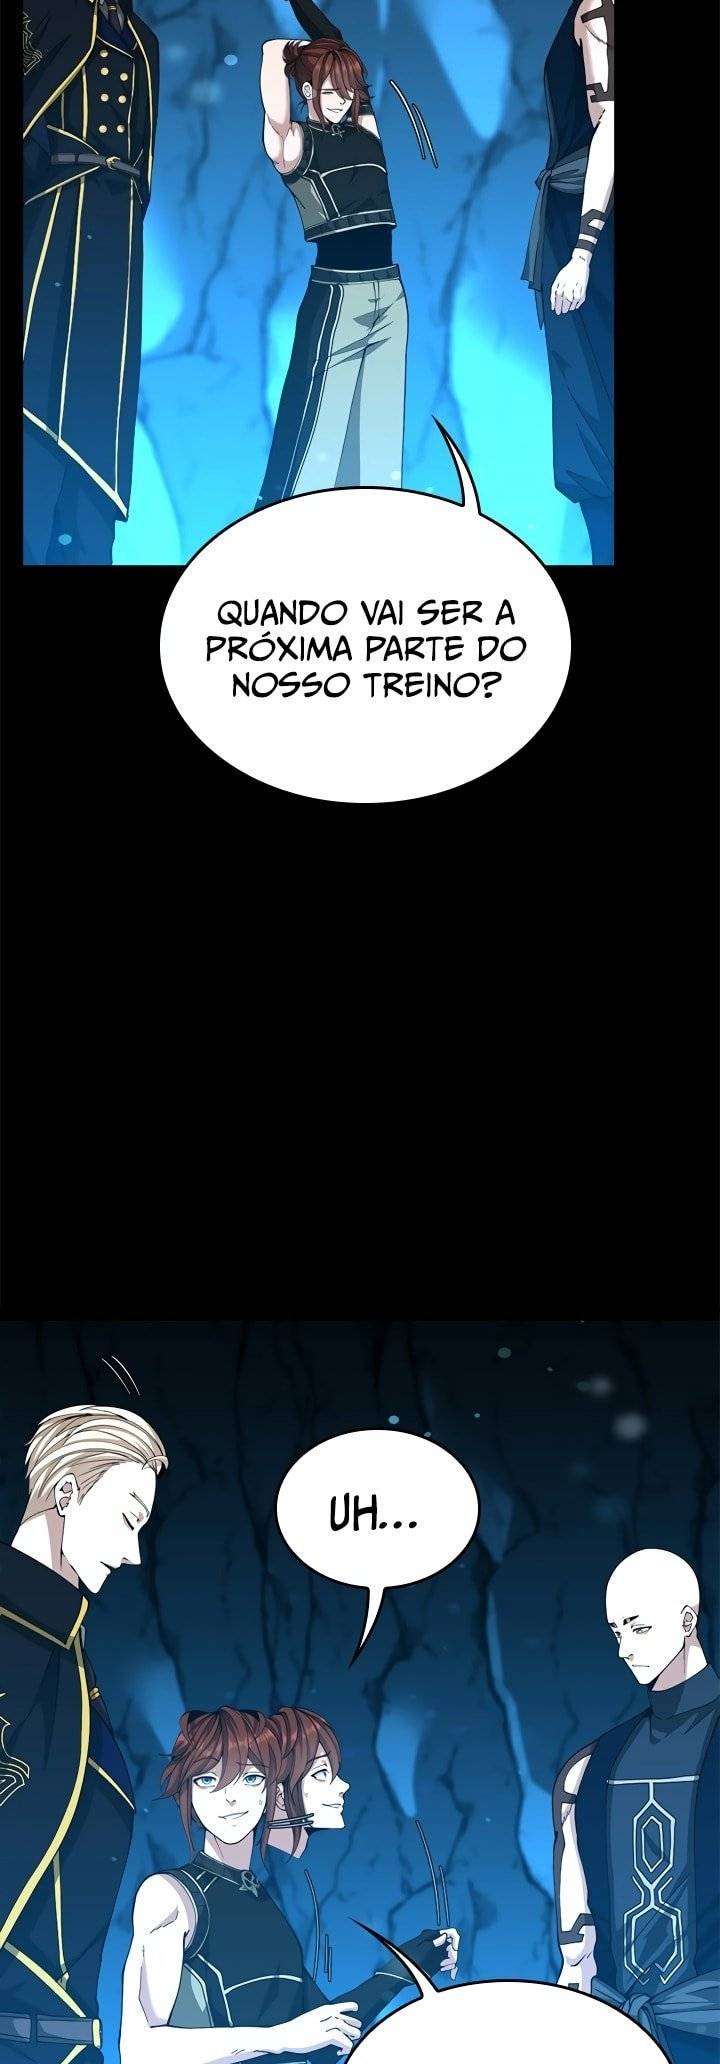 QUANDO VAI SER A
PRÓXIMA PARTE DO
NOSSO TREINO?
UH...